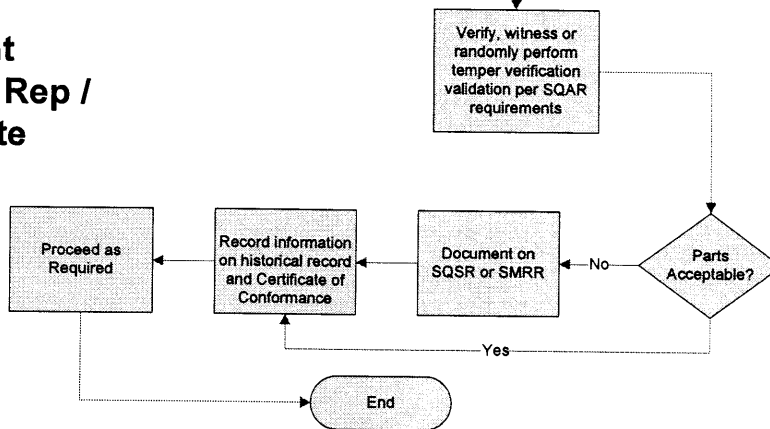 Rep /
Verify, witness or
randomly perform
temper verification
validation per SQAR
requirements
Proceed as
Required
Record information
on historical record
and Certificate of
Conformance
Document on
SQSR or SMRR
No
Parts
Acceptable?
Yes
End